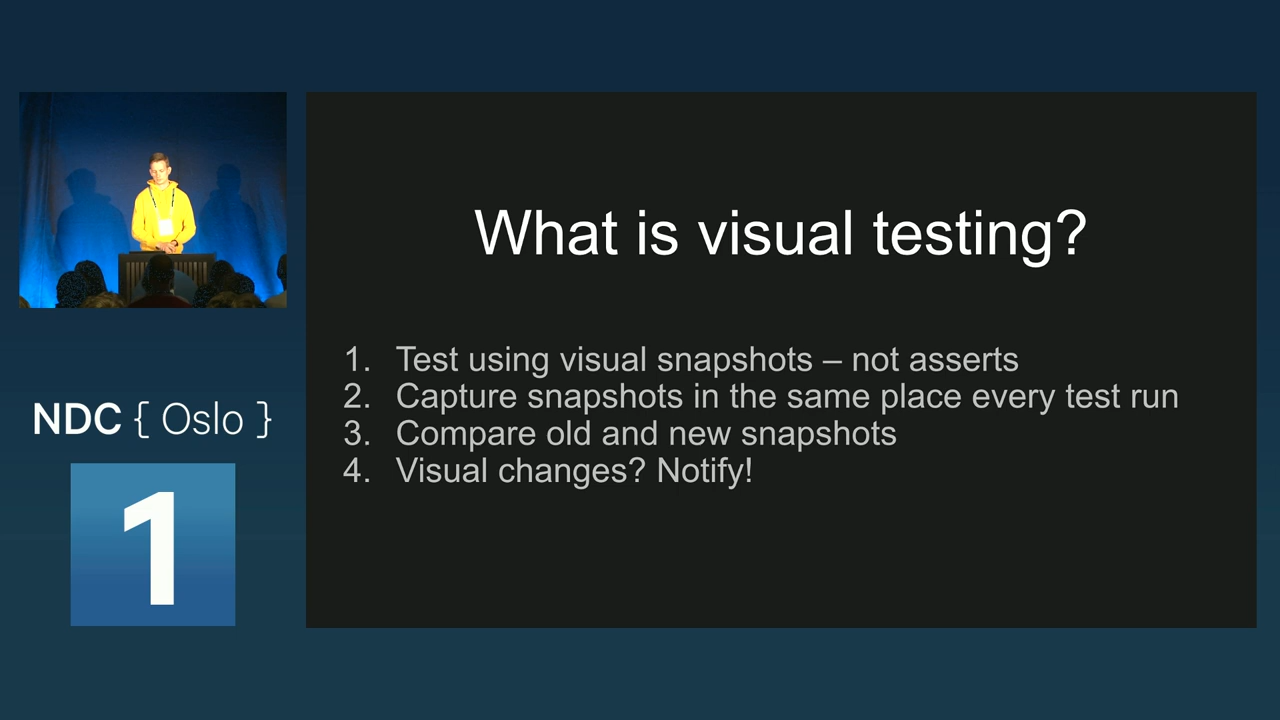 What is visual testing?
1. Test using visual snapshots – not asserts
2. Capture snapshots in the same place every test run
3. Compare old and new snapshots
4. Visual changes? Notify!
NDC { Oslo }
1